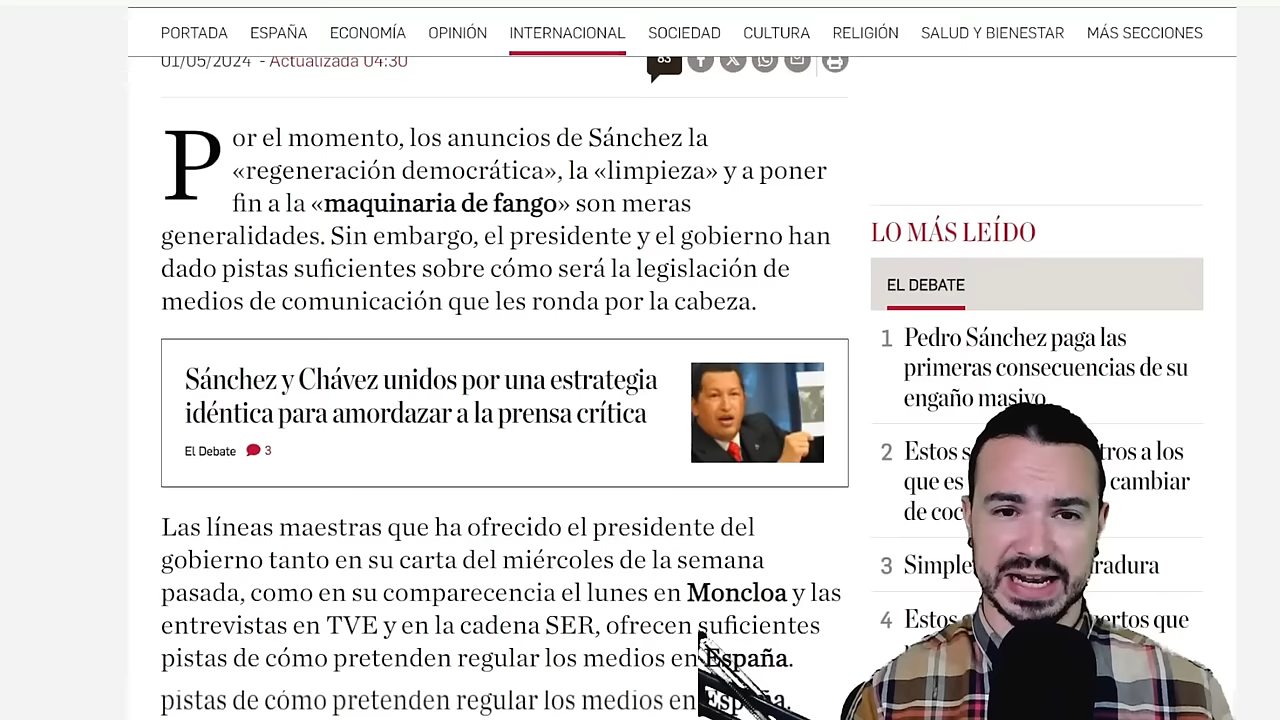 PORTADA ESPAÑA ECONOMÍA OPINIÓN INTERNACIONAL SOCIEDAD CULTURA RELIGIÓN SALUD Y BIENESTAR MÁS SECCIONES
01/05/2024 - Actualizada 04:30
83
Por el momento, los anuncios de Sánchez la
«regeneración democrática», la «limpieza» y a poner
fin a la «maquinaria de fango» son meras
generalidades. Sin embargo, el presidente y el gobierno han
dado pistas suficientes sobre cómo será la legislación de
medios de comunicación que les ronda por la cabeza.
Sánchez y Chávez unidos por una estrategia
idéntica para amordazar a la prensa crítica
El Debate 3
Las líneas maestras que ha ofrecido el presidente del
gobierno tanto en su carta del miércoles de la semana
pasada, como en su comparecencia el lunes en Moncloa y las
entrevistas en TVE y en la cadena SER, ofrecen suficientes
pistas de cómo pretenden regular los medios en España.
pistas de cómo pretenden regular los medios en España.
LO MÁS LEÍDO
EL DEBATE
1 Pedro Sánchez paga las
primeras consecuencias de su
engaño masivo
2 Estos tros a los
que es cambiar
de coc
3 Simple radura
4 Estos ertos que